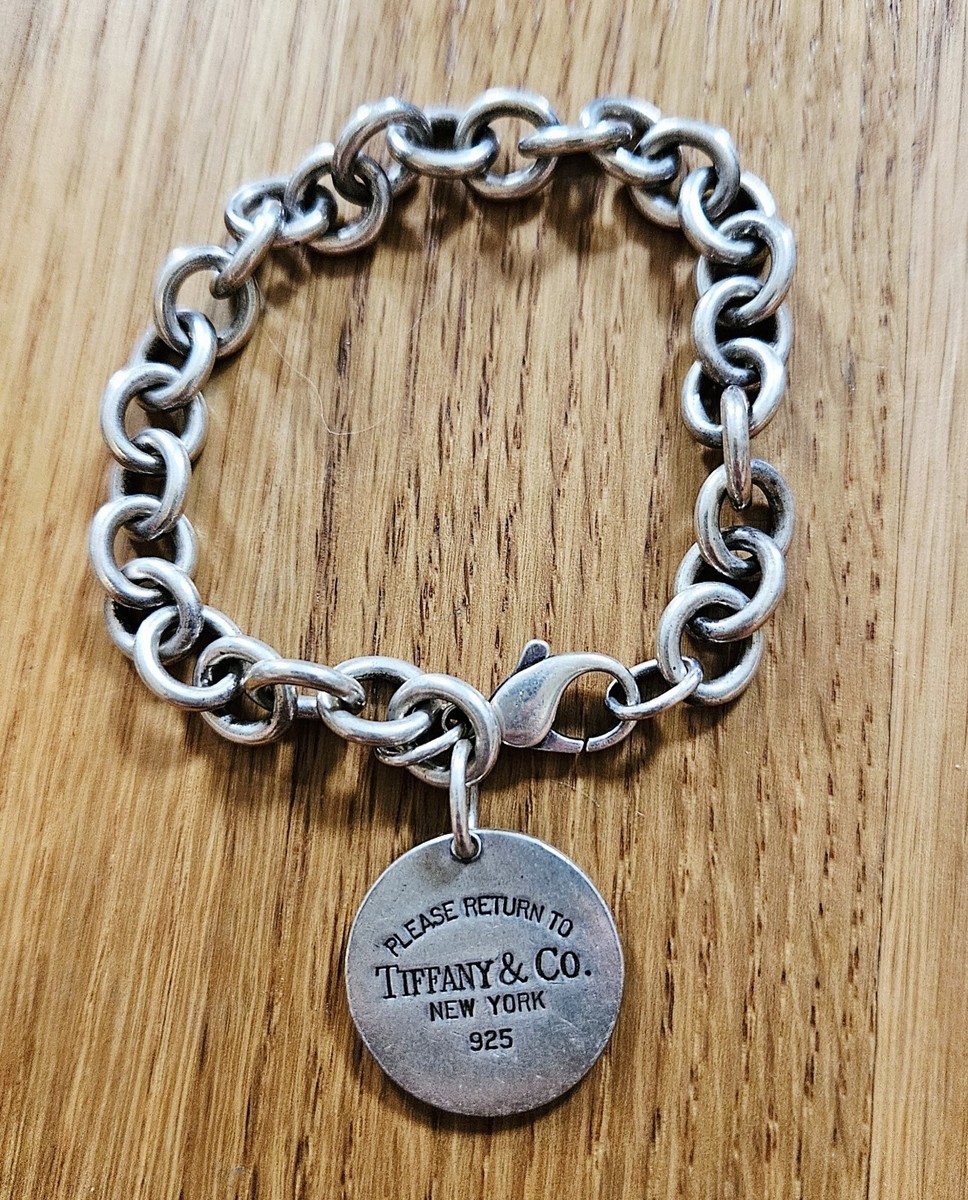 PLEASE RETURN TO
TIFFANY & CO.
NEW YORK
925